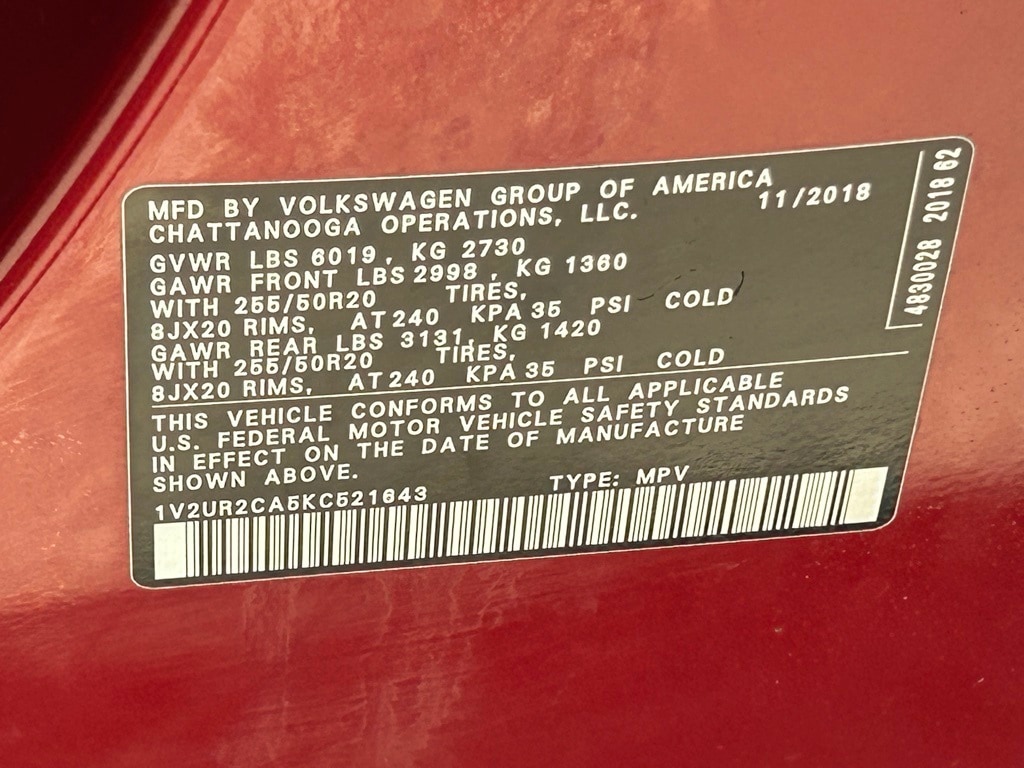 MFD BY VOLKSWAGEN GROUP OF AMERICA
CHATTANOOGA OPERATIONS, LLC. 11/2018
GVWR LBS 6019, KG 2730
GAWR FRONT LBS 2998, KG 1360
WITH 255/50R20 TIRES,
8JX20 RIMS, AT 240 KPA 35 PSI COLD
GAWR REAR LBS 3131, KG 1420
WITH 255/50R20 TIRES,
8JX20 RIMS, AT 240 KPA 35 PSI COLD
THIS VEHICLE CONFORMS TO ALL APPLICABLE
U.S. FEDERAL MOTOR VEHICLE SAFETY STANDARDS
IN EFFECT ON THE DATE OF MANUFACTURE
SHOWN ABOVE.
1V2UR2CA5KC521643 TYPE: MPV
4830028 2018 62